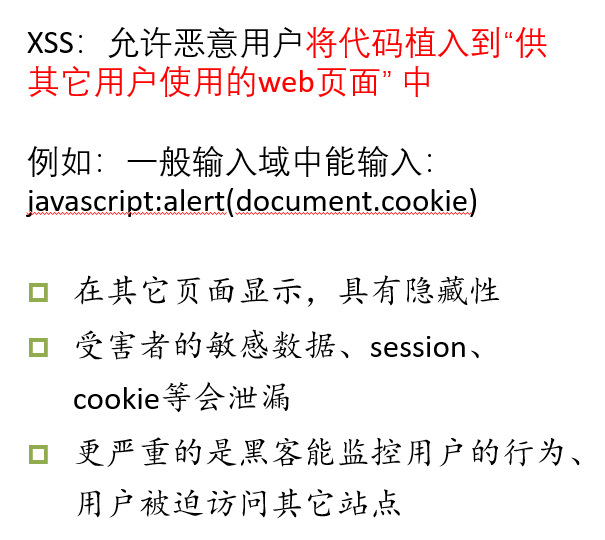 XSS：允许恶意用户将代码植入到“供
其它用户使用的web页面” 中
例如：一般输入域中能输入：
javascript:alert(document.cookie)
在其它页面显示，具有隐藏性
受害者的敏感数据、session、
cookie等会泄漏
更严重的是黑客能监控用户的行为、
用户被迫访问其它站点